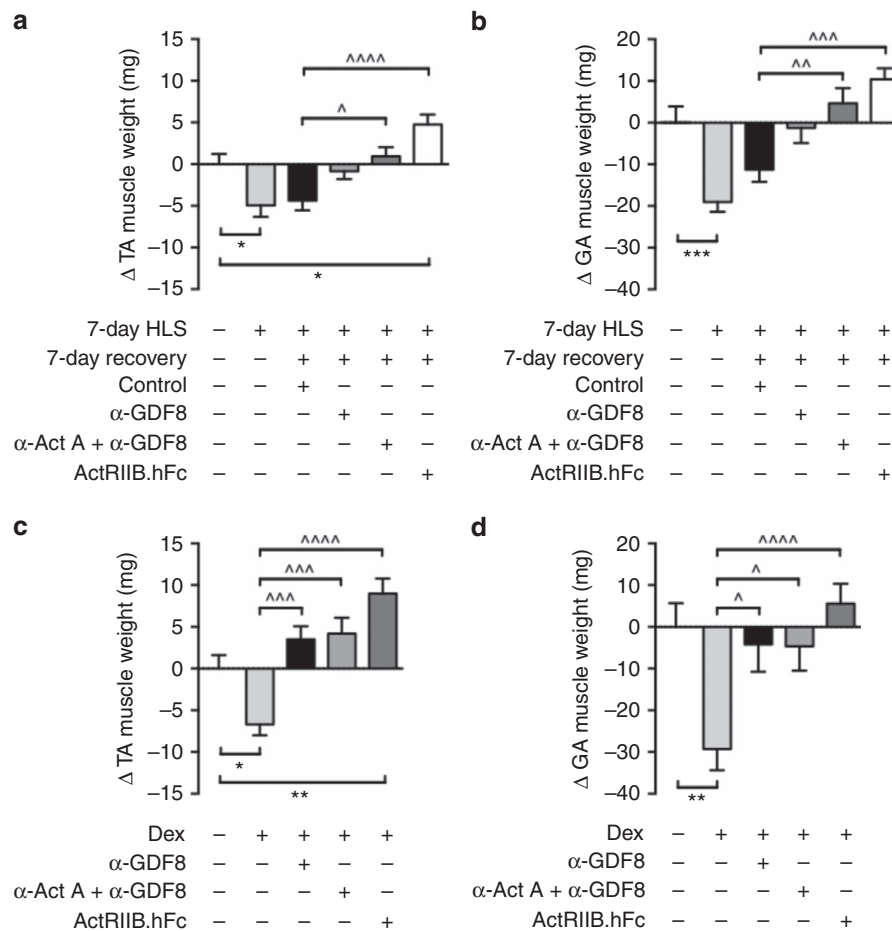 a
Δ TA muscle weight (mg)
15
10
5
0
–5
–10
–15
^^^^
^
*
*
7-day HLS – + + + + +
7-day recovery – – + + + +
Control – – + – – –
α-GDF8 – – – + – –
α-Act A + α-GDF8 – – – – + –
ActRIIB.hFc – – – – – +
b
Δ GA muscle weight (mg)
20
10
0
–10
–20
–30
–40
^^^
^^
***
7-day HLS – + + + + +
7-day recovery – – + + + +
Control – – + – – –
α-GDF8 – – – + – –
α-Act A + α-GDF8 – – – – + –
ActRIIB.hFc – – – – – +
c
Δ TA muscle weight (mg)
15
10
5
0
–5
–10
–15
^^^^
^^^
^^^
*
**
Dex – + + + +
α-GDF8 – – + – –
α-Act A + α-GDF8 – – – + –
ActRIIB.hFc – – – – +
d
Δ GA muscle weight (mg)
20
10
0
–10
–20
–30
–40
^^^^
^
^
**
Dex – + + + +
α-GDF8 – – + – –
α-Act A + α-GDF8 – – – + –
ActRIIB.hFc – – – – +